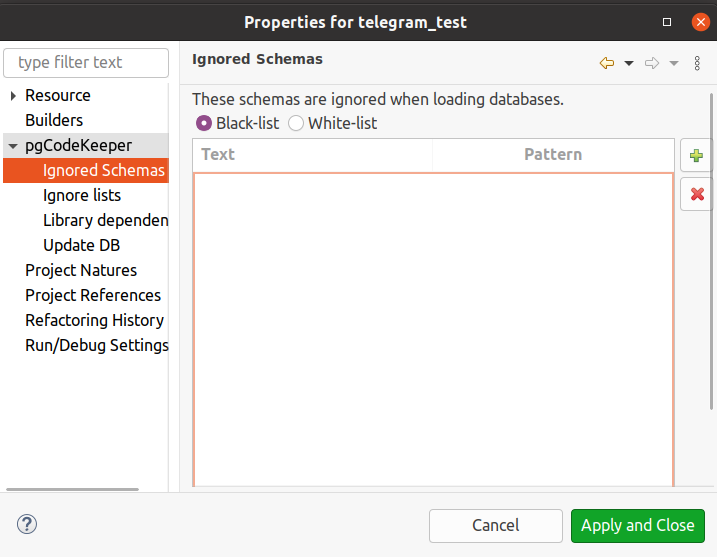 Properties for telegram_test
type filter text
Resource
Builders
pgCodeKeeper
Ignored Schemas
Ignore lists
Library dependen
Update DB
Project Natures
Project References
Refactoring History
Run/Debug Settings
Ignored Schemas
These schemas are ignored when loading databases.
Black-list White-list
Text Pattern
?
Cancel Apply and Close